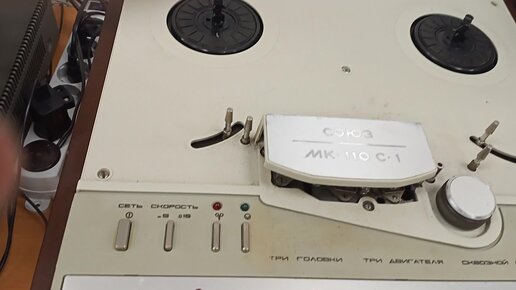 СОЮЗ
МК-110 С-1
СЕТЬ СКОРОСТЬ
9 19
ТРИ ГОЛОВКИ ТРИ ДВИГАТЕЛЯ СКВОЗНОЙ